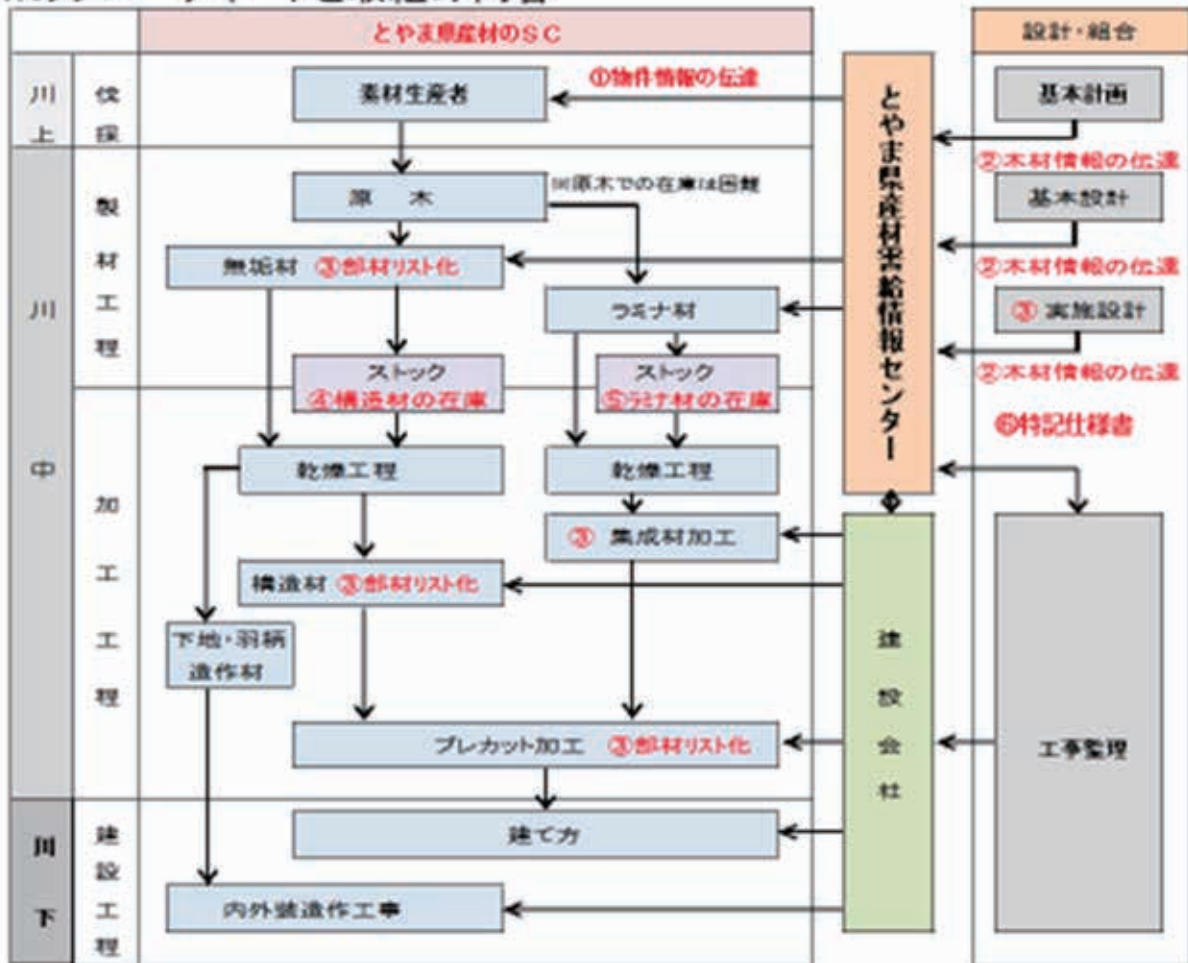 とやま県産材のSC
設計・組合
川上
伐採
素材生産者
①物件情報の伝達
とやま県産材需給情報センター
基本計画
②木材情報の伝達
川中
製材工程
原 木
※原木での在庫は困難
基本設計
無垢材 ③部材リスト化
②木材情報の伝達
ラミナ材
③ 実施設計
②木材情報の伝達
ストック
④構造材の在庫
ストック
⑤ラミナ材の在庫
⑥特記仕様書
加工工程
乾燥工程
乾燥工程
③ 集成材加工
構造材 ③部材リスト化
下地・羽柄
造作材
建設会社
工事監理
プレカット加工 ③部材リスト化
川下
建設工程
建て方
内外装造作工事